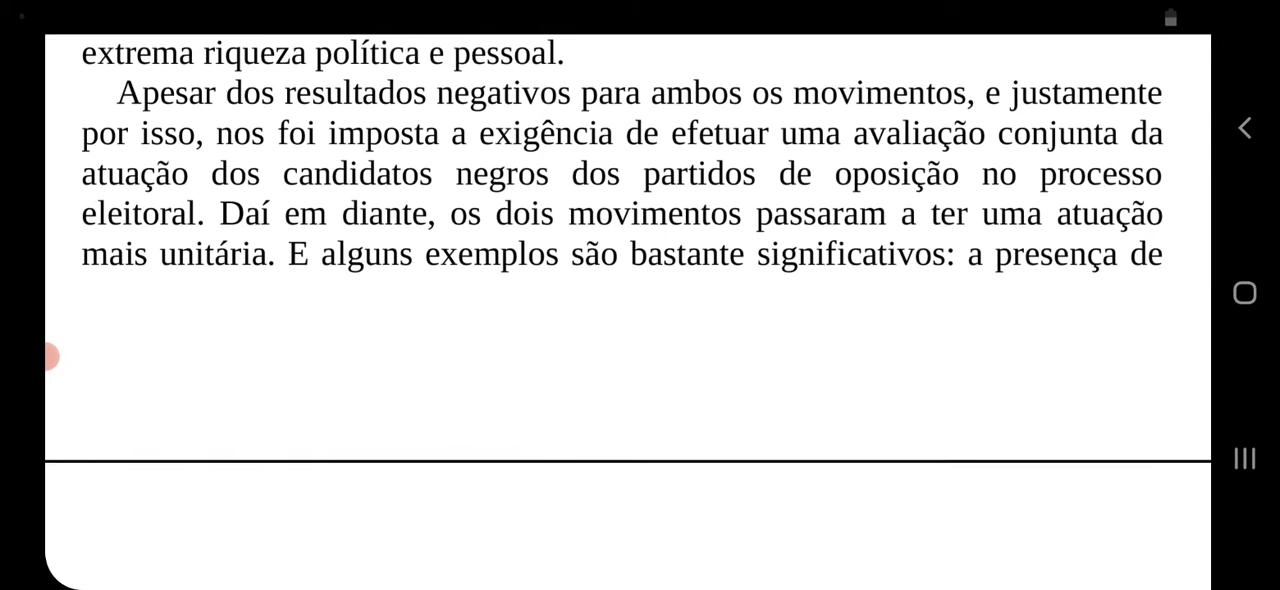 extrema riqueza política e pessoal.
Apesar dos resultados negativos para ambos os movimentos, e justamente
por isso, nos foi imposta a exigência de efetuar uma avaliação conjunta da
atuação dos candidatos negros dos partidos de oposição no processo
eleitoral. Daí em diante, os dois movimentos passaram a ter uma atuação
mais unitária. E alguns exemplos são bastante significativos: a presença de